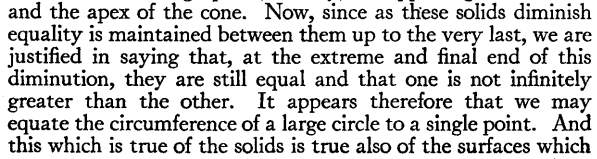 and the apex of the cone. Now, since as these solids diminish
equality is maintained between them up to the very last, we are
justified in saying that, at the extreme and final end of this
diminution, they are still equal and that one is not infinitely
greater than the other. It appears therefore that we may
equate the circumference of a large circle to a single point. And
this which is true of the solids is true also of the surfaces which